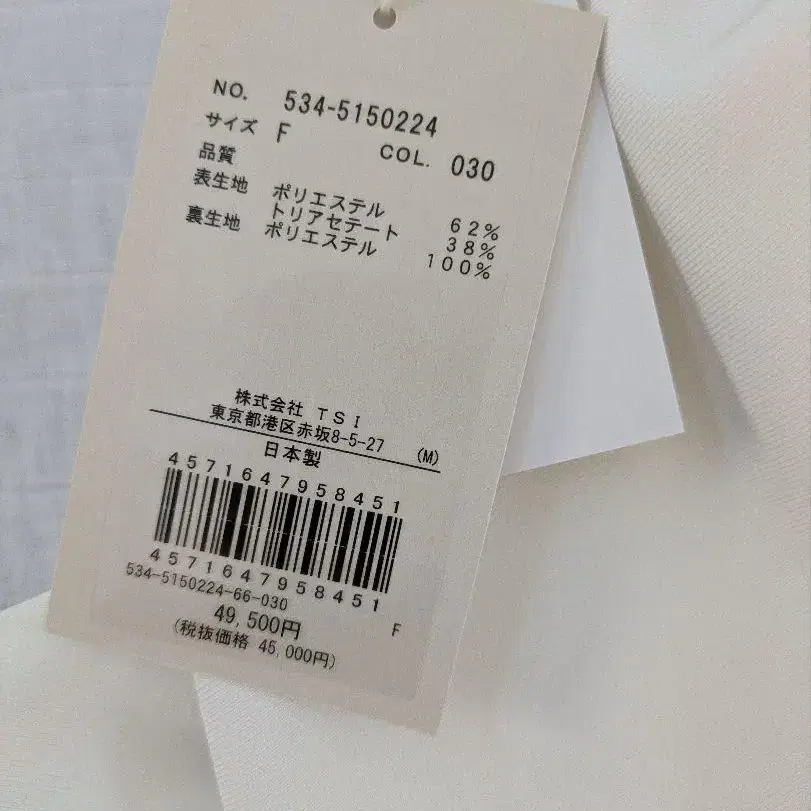 NO. 534-5150224
サイズ F COL. 030
品質
表生地 ポリエステル 62%
トリアセテート 38%
裏生地 ポリエステル 100%
株式会社 TSI
東京都港区赤坂8-5-27 (M)
日本製
4571647958451
4571647958451
534-5150224-66-030
49,500円 F
(税抜価格 45,000円)